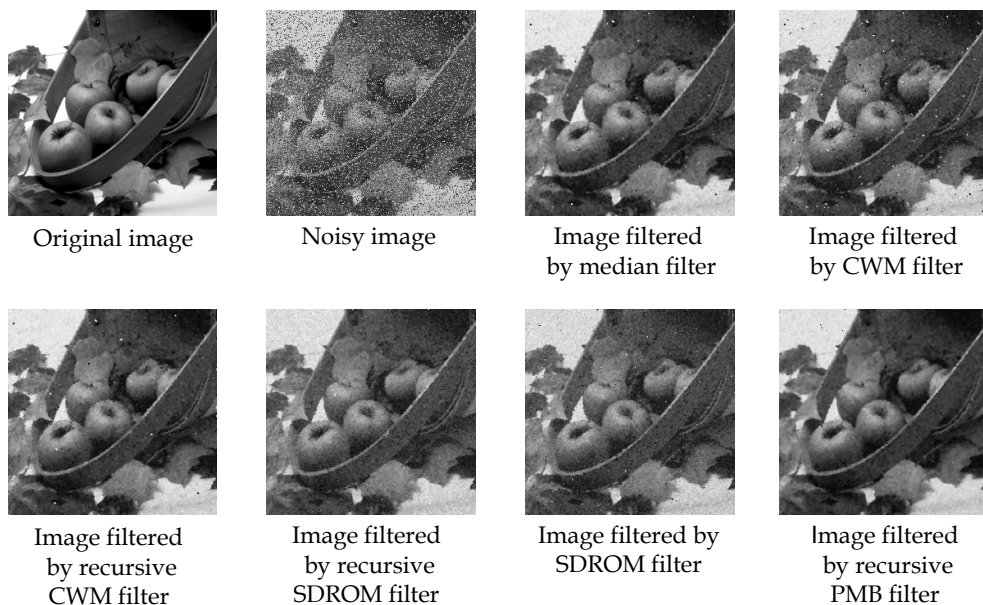 Original image
Noisy image
Image filtered
by median filter
Image filtered
by CWM filter
Image filtered
by recursive
CWM filter
Image filtered
by recursive
SDROM filter
Image filtered by
SDROM filter
Image filtered
by recursive
PMB filter